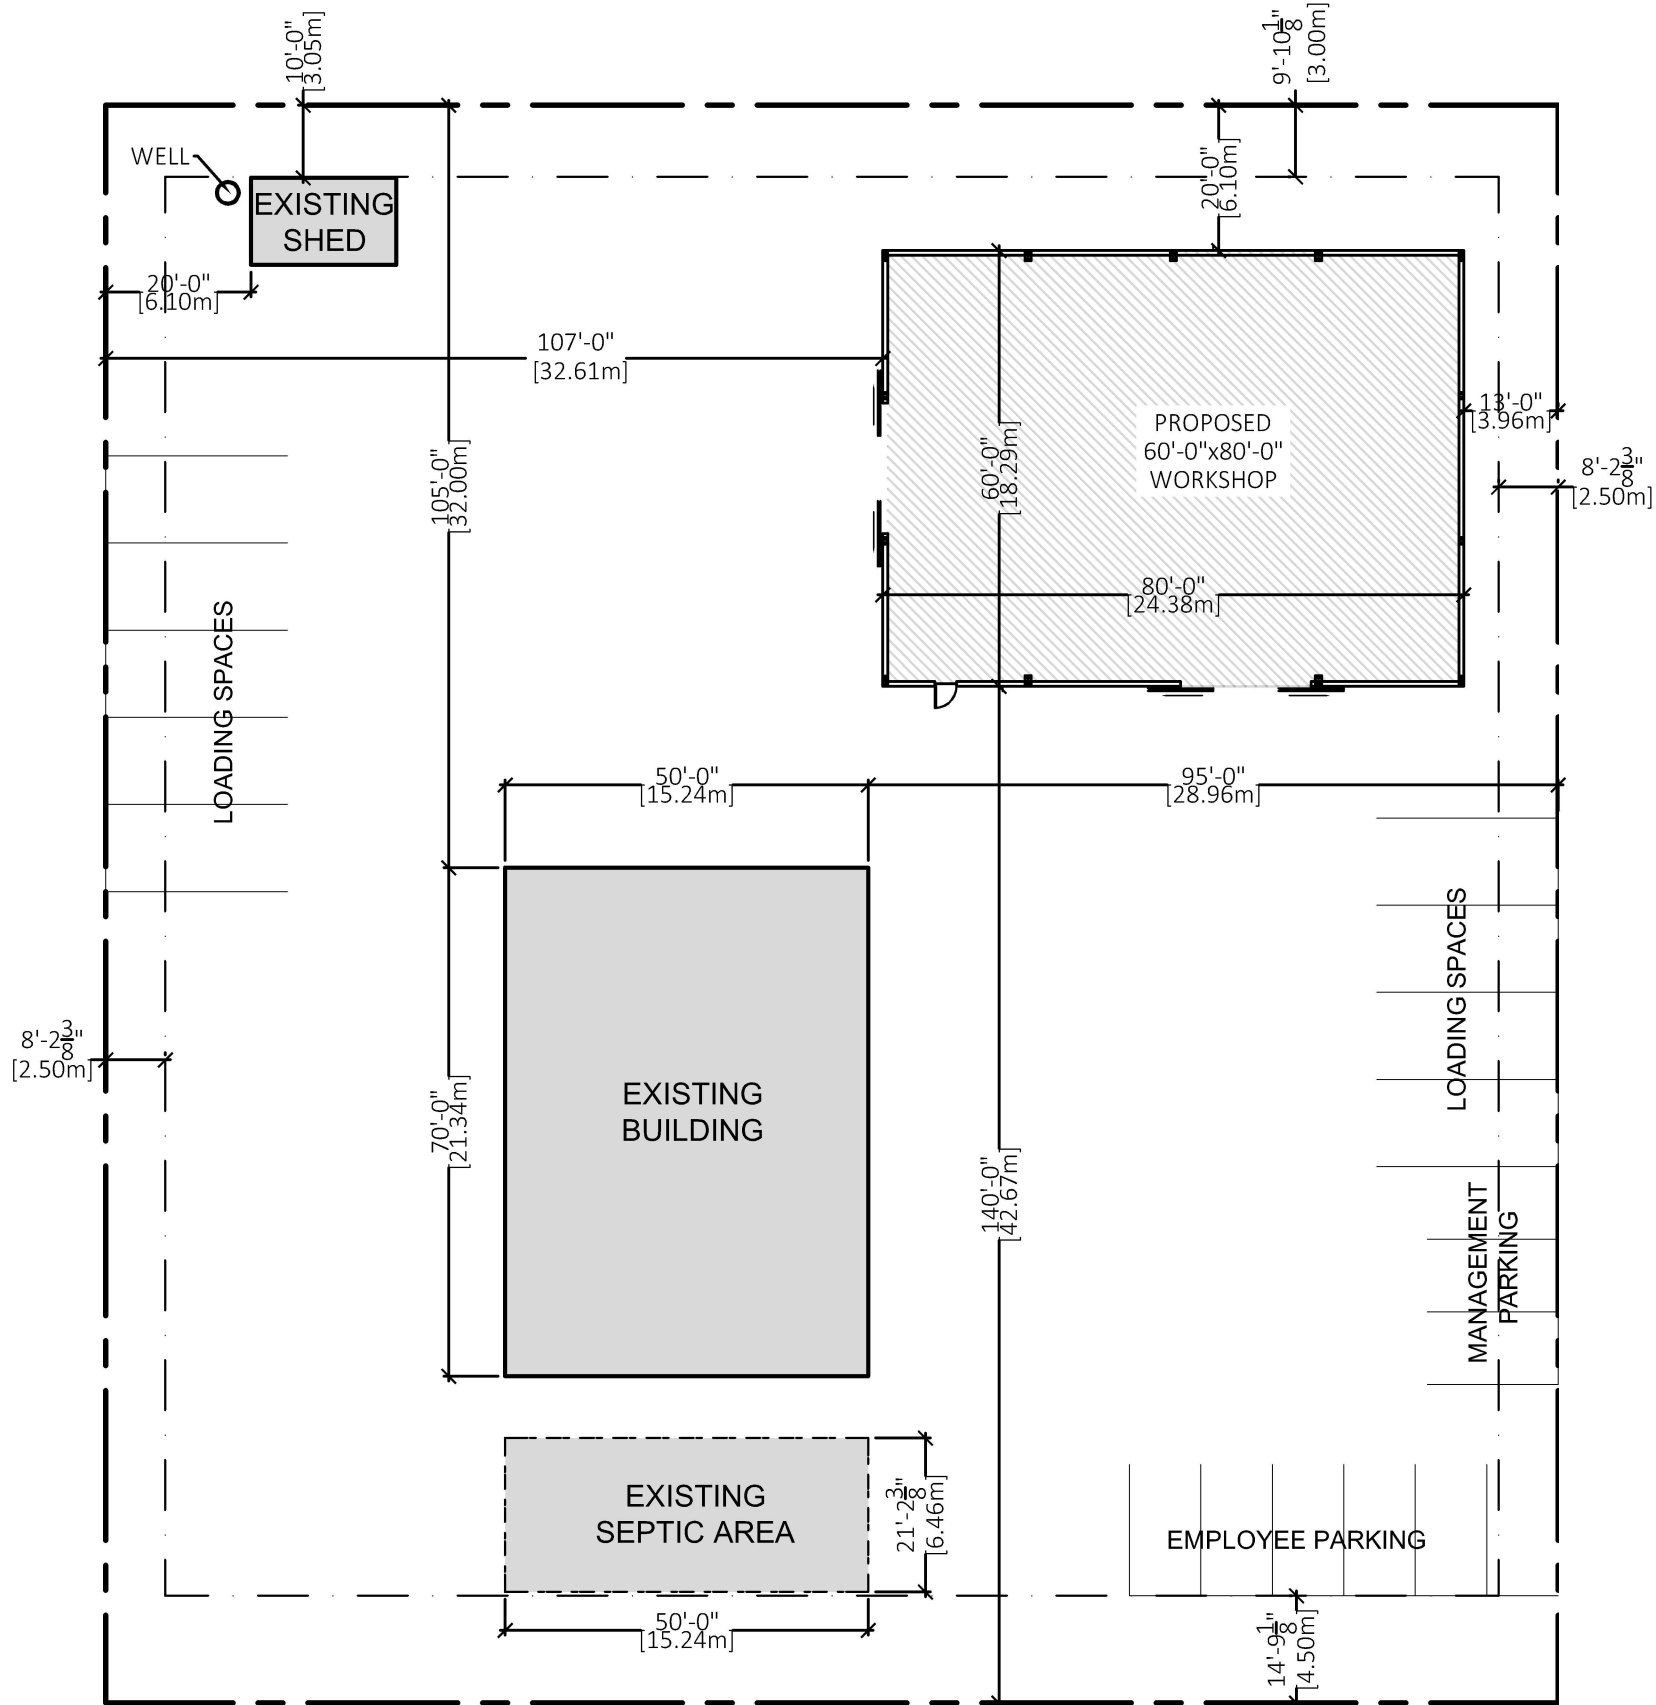 10'-0"
[3.05m]
9'-10 1/8"
[3.00m]
WELL
EXISTING
SHED
20'-0"
[6.10m]
20'-0"
[6.10m]
107'-0"
[32.61m]
105'-0"
[32.00m]
60'-0"
[18.29m]
PROPOSED
60'-0"x80'-0"
WORKSHOP
13'-0"
[3.96m]
8'-2 3/8"
[2.50m]
80'-0"
[24.38m]
LOADING SPACES
50'-0"
[15.24m]
95'-0"
[28.96m]
LOADING SPACES
8'-2 3/8"
[2.50m]
70'-0"
[21.34m]
EXISTING
BUILDING
140'-0"
[42.67m]
MANAGEMENT
PARKING
EXISTING
SEPTIC AREA
21'-2 3/8"
[6.46m]
EMPLOYEE PARKING
50'-0"
[15.24m]
14'-9 1/8"
[4.50m]